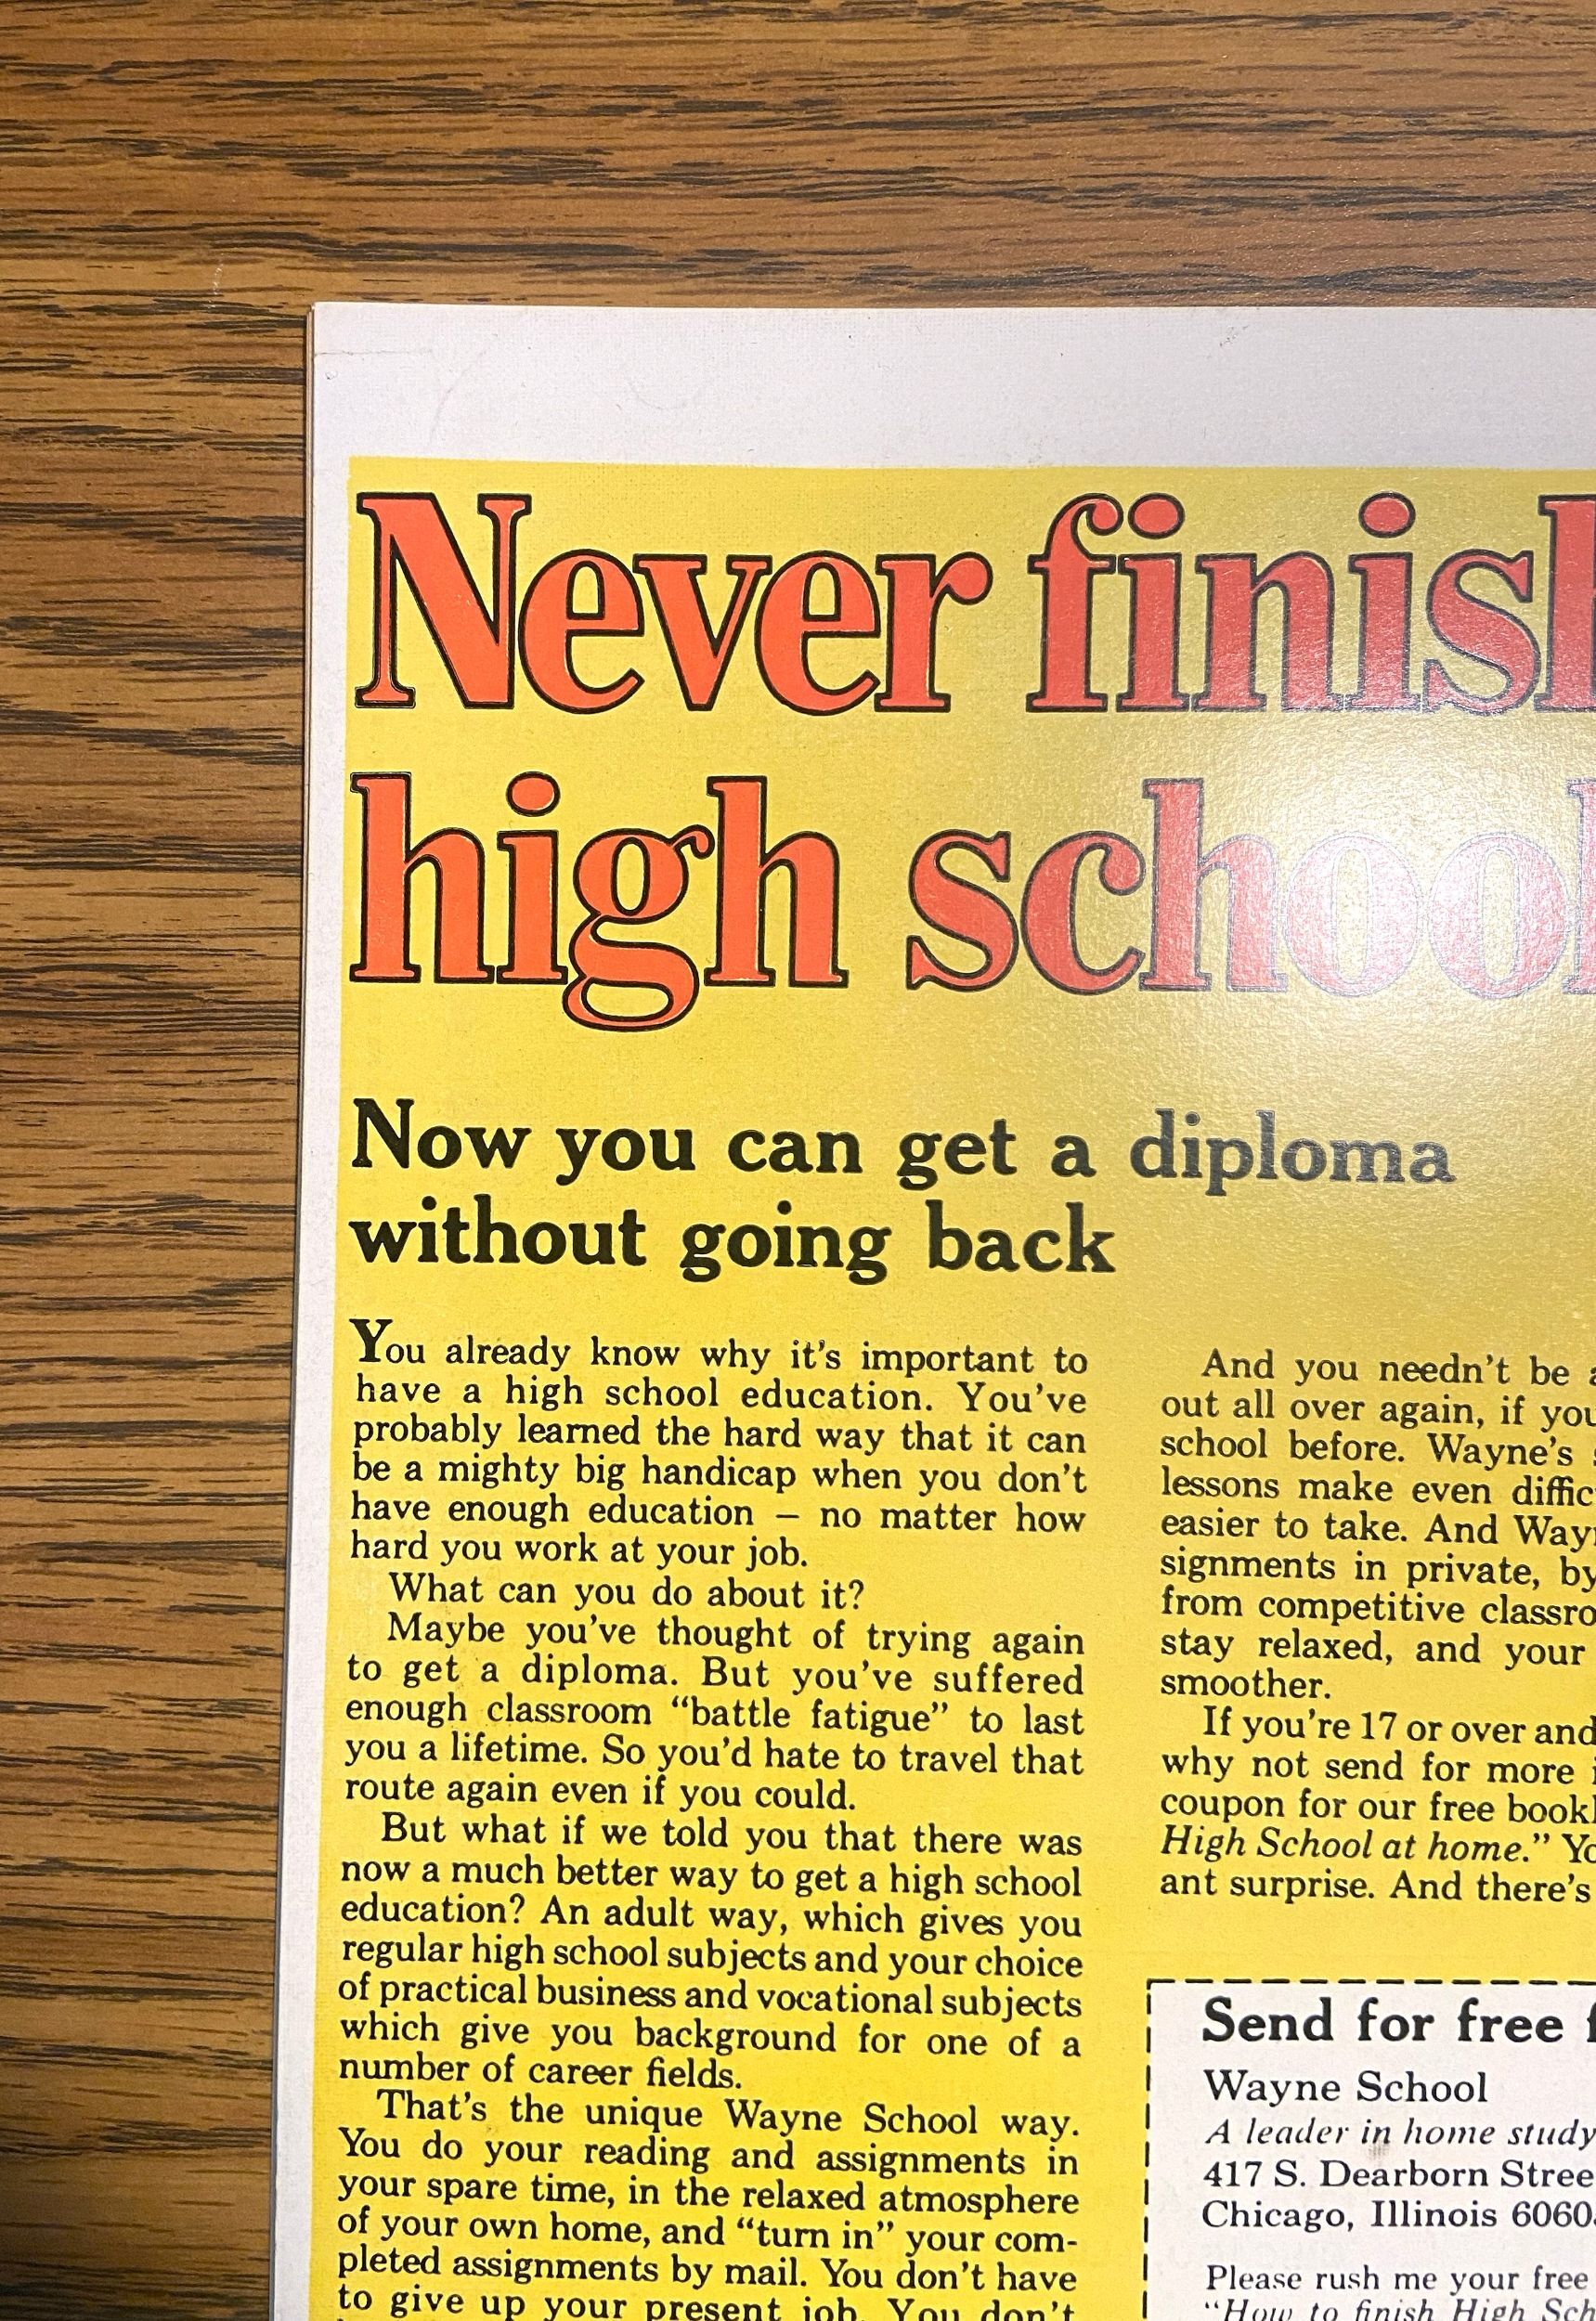 Never finish
high school
Now you can get a diploma
without going back
You already know why it's important to
have a high school education. You've
probably learned the hard way that it can
be a mighty big handicap when you don't
have enough education – no matter how
hard you work at your job.
What can you do about it?
Maybe you've thought of trying again
to get a diploma. But you've suffered
enough classroom “battle fatigue” to last
you a lifetime. So you'd hate to travel that
route again even if you could.
But what if we told you that there was
now a much better way to get a high school
education? An adult way, which gives you
regular high school subjects and your choice
of practical business and vocational subjects
which give you background for one of a
number of career fields.
That's the unique Wayne School way.
You do your reading and assignments in
your spare time, in the relaxed atmosphere
of your own home, and “turn in” your com-
pleted assignments by mail. You don't have
to give up your present job. You don't
And you needn't be
out all over again, if you
school before. Wayne's
lessons make even
easier to take. And
signments in private, by
from competitive
stay relaxed, and your
smoother.
If you're 17 or over and
why not send for more
coupon for our free
High School at home.”
ant surprise. And there's
Send for free
Wayne School
A leader in home study
417 S. Dearborn Stree
Chicago, Illinois 6060
Please rush me your free
“How to finish High Sch